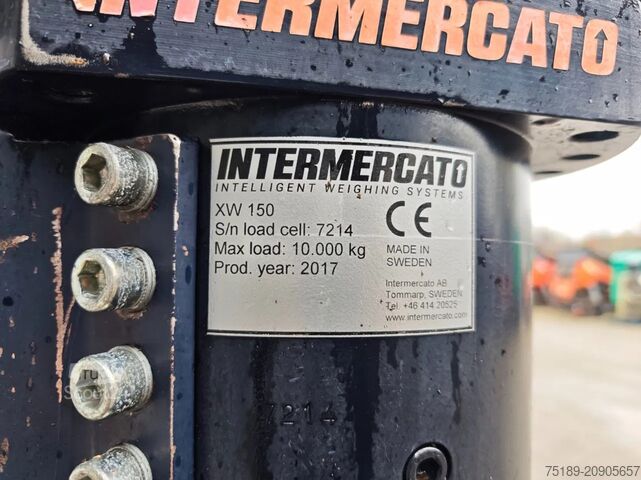 INTERMERCATO
INTERMERCATO
INTELLIGENT WEIGHING SYSTEMS
XW 150
S/n load cell: 7214
Max load: 10.000 kg
Prod. year: 2017
CE
MADE IN
SWEDEN
Intermercato AB
Tommarp, SWEDEN
Tel. +46 414 20525
www.intermercato.com
7214
75189-20905657